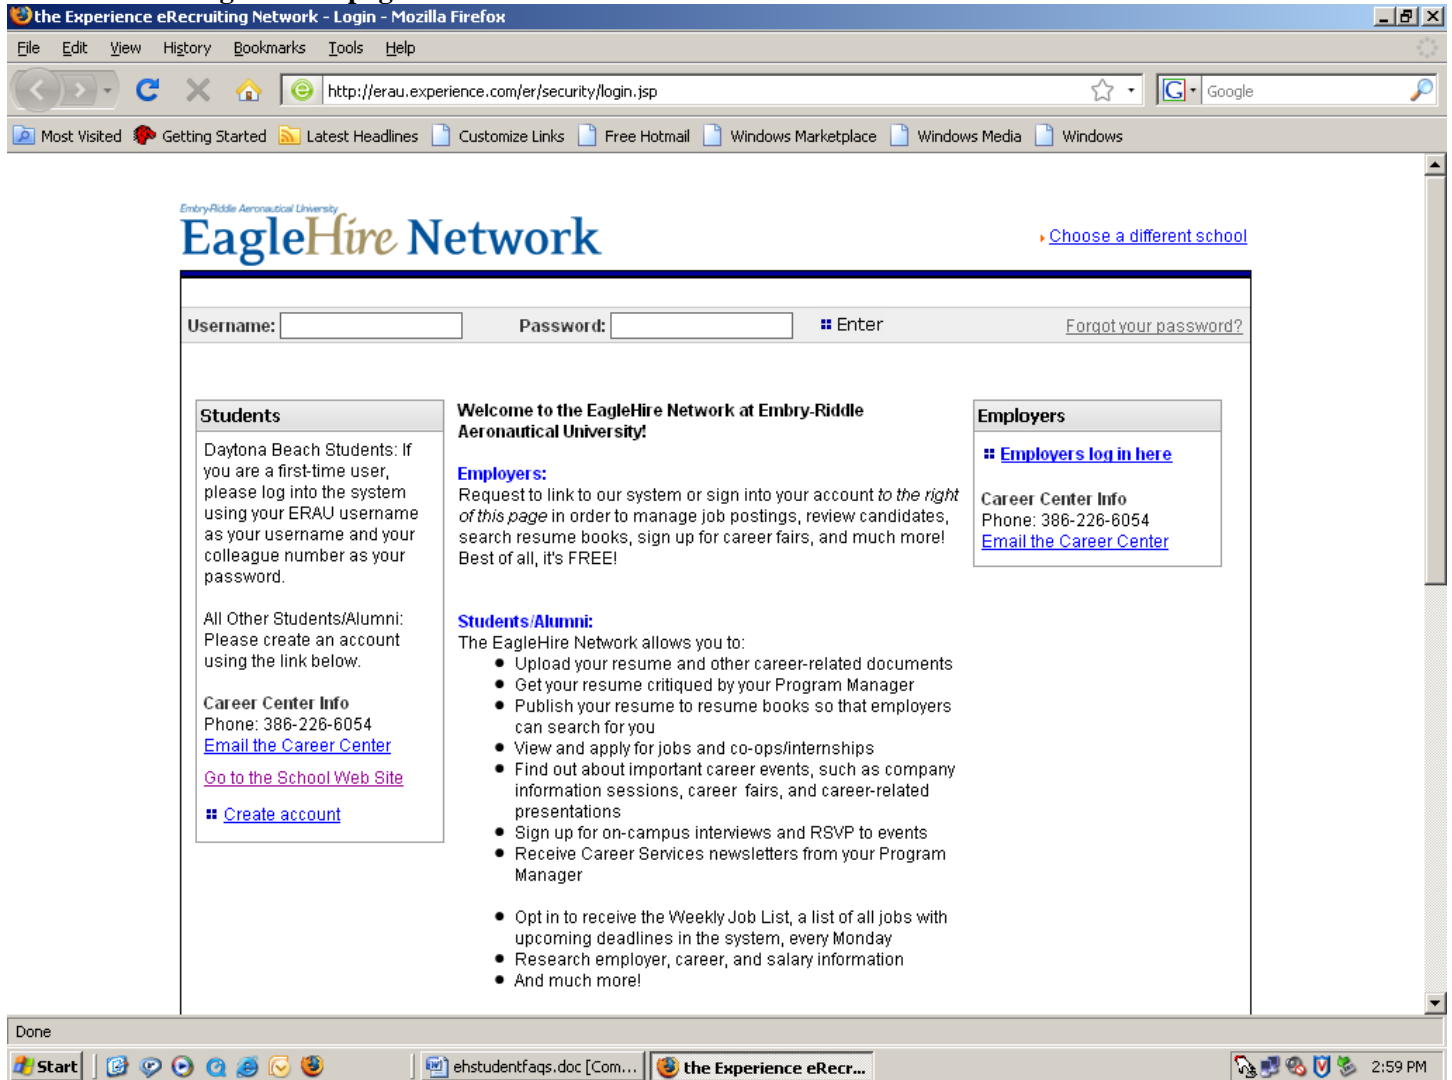 the Experience eRecruiting Network - Login - Mozilla Firefox
File Edit View History Bookmarks Tools Help
http://erau.experience.com/er/security/login.jsp
G Google
Most Visited Getting Started Latest Headlines Customize Links Free Hotmail Windows Marketplace Windows Media Windows
Embry-Riddle Aeronautical University
EagleHire Network
Choose a different school
Username: Password: Enter Forgot your password?
Students
Daytona Beach Students: If
you are a first-time user,
please log into the system
using your ERAU username
as your username and your
colleague number as your
password.
All Other Students/Alumni:
Please create an account
using the link below.
Career Center Info
Phone: 386-226-6054
Email the Career Center
Go to the School Web Site
Create account
Welcome to the EagleHire Network at Embry-Riddle
Aeronautical University!
Employers:
Request to link to our system or sign into your account to the right
of this page in order to manage job postings, review candidates,
search resume books, sign up for career fairs, and much more!
Best of all, it's FREE!
Students/Alumni:
The EagleHire Network allows you to:
• Upload your resume and other career-related documents
• Get your resume critiqued by your Program Manager
• Publish your resume to resume books so that employers
can search for you
• View and apply for jobs and co-ops/internships
• Find out about important career events, such as company
information sessions, career fairs, and career-related
presentations
• Sign up for on-campus interviews and RSVP to events
• Receive Career Services newsletters from your Program
Manager
• Opt in to receive the Weekly Job List, a list of all jobs with
upcoming deadlines in the system, every Monday
• Research employer, career, and salary information
• And much more!
Employers
Employers log in here
Career Center Info
Phone: 386-226-6054
Email the Career Center
Done
Start ehstudentfaqs.doc [Com... the Experience eRecr... 2:59 PM